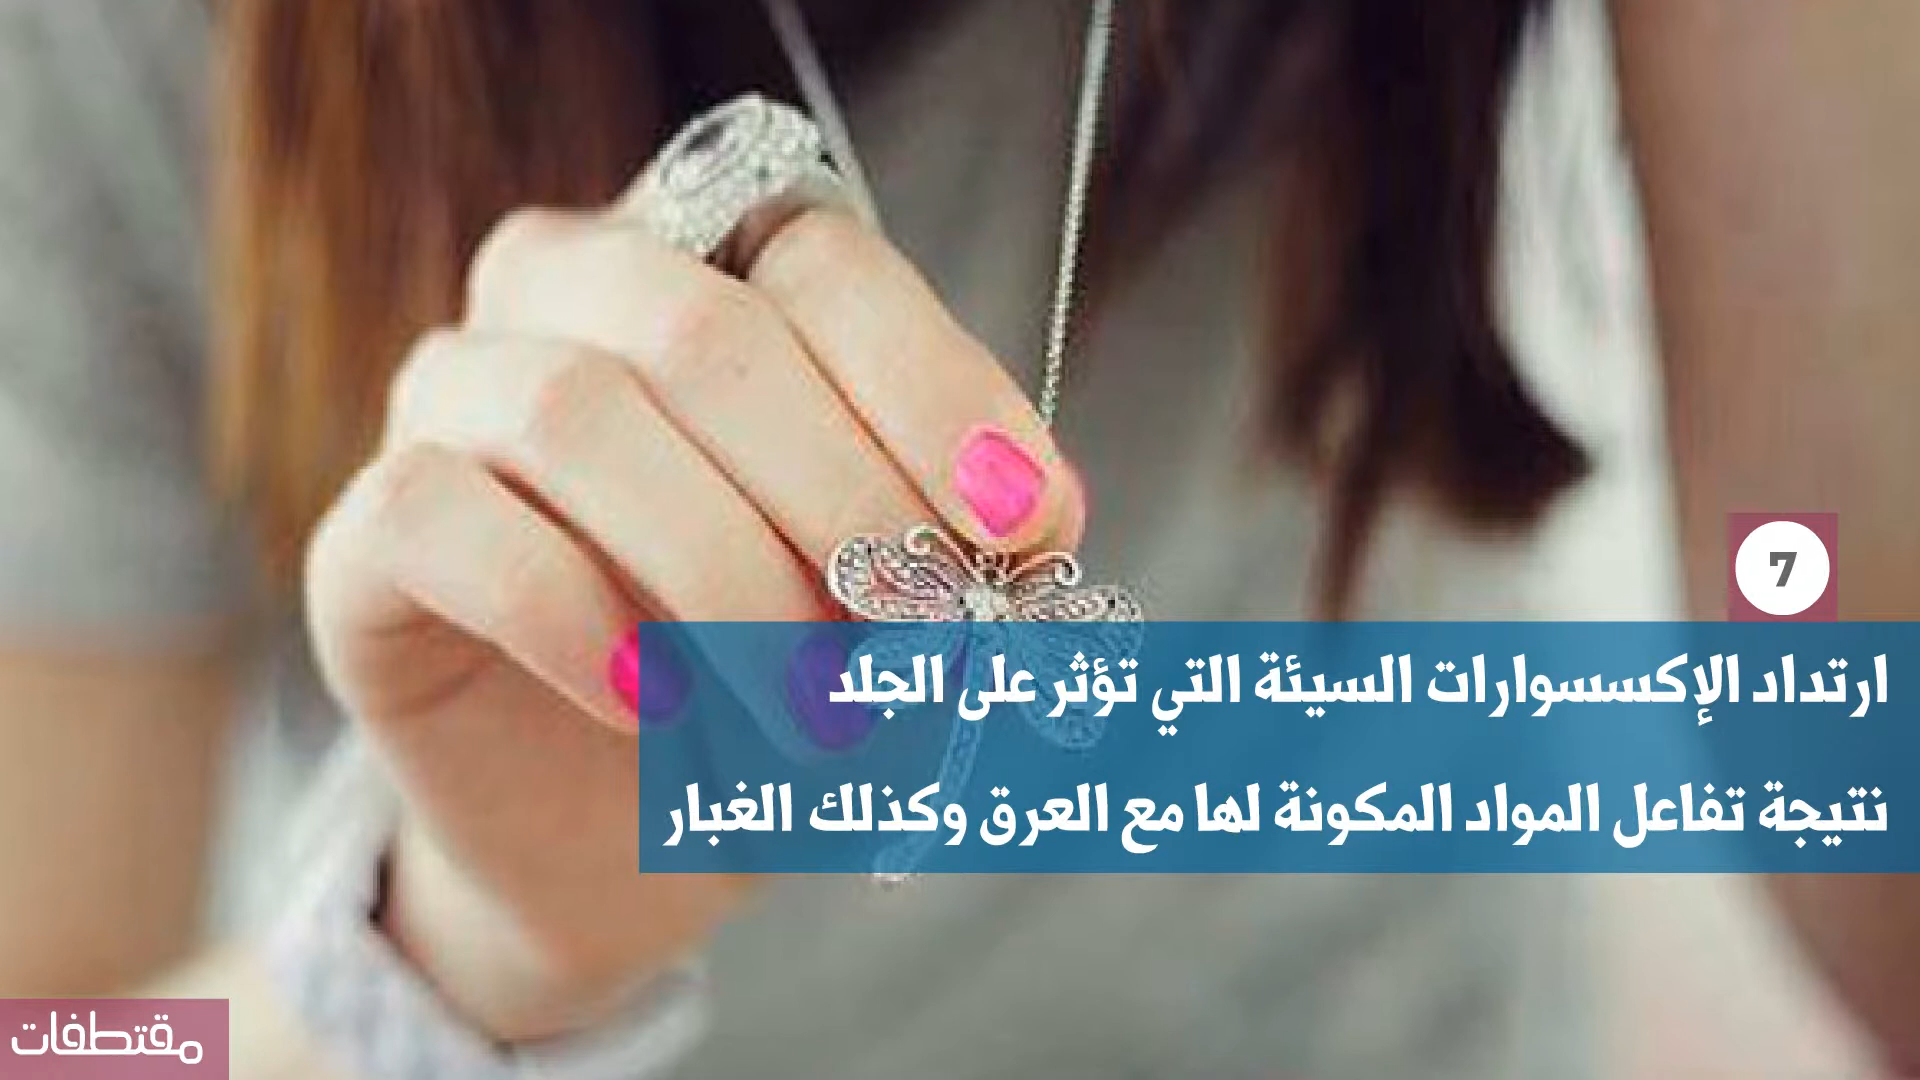 7
ارتداد الإكسسوارات السيئة التي تؤثر على الجلد
نتيجة تفاعل المواد المكونة لها مع العرق وكذلك الغبار
مقتطفات